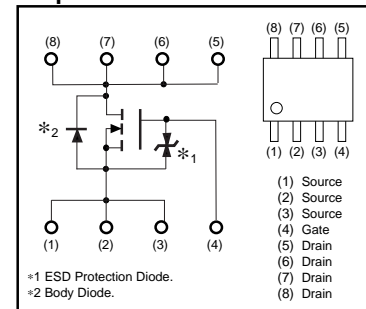 (8) (7) (6) (5)
(8) (7) (6) (5)
*2
*1
(1) (2) (3) (4)
(1) (2) (3) (4)
(1) Source
(2) Source
(3) Source
(4) Gate
(5) Drain
(6) Drain
(7) Drain
(8) Drain
*1 ESD Protection Diode.
*2 Body Diode.